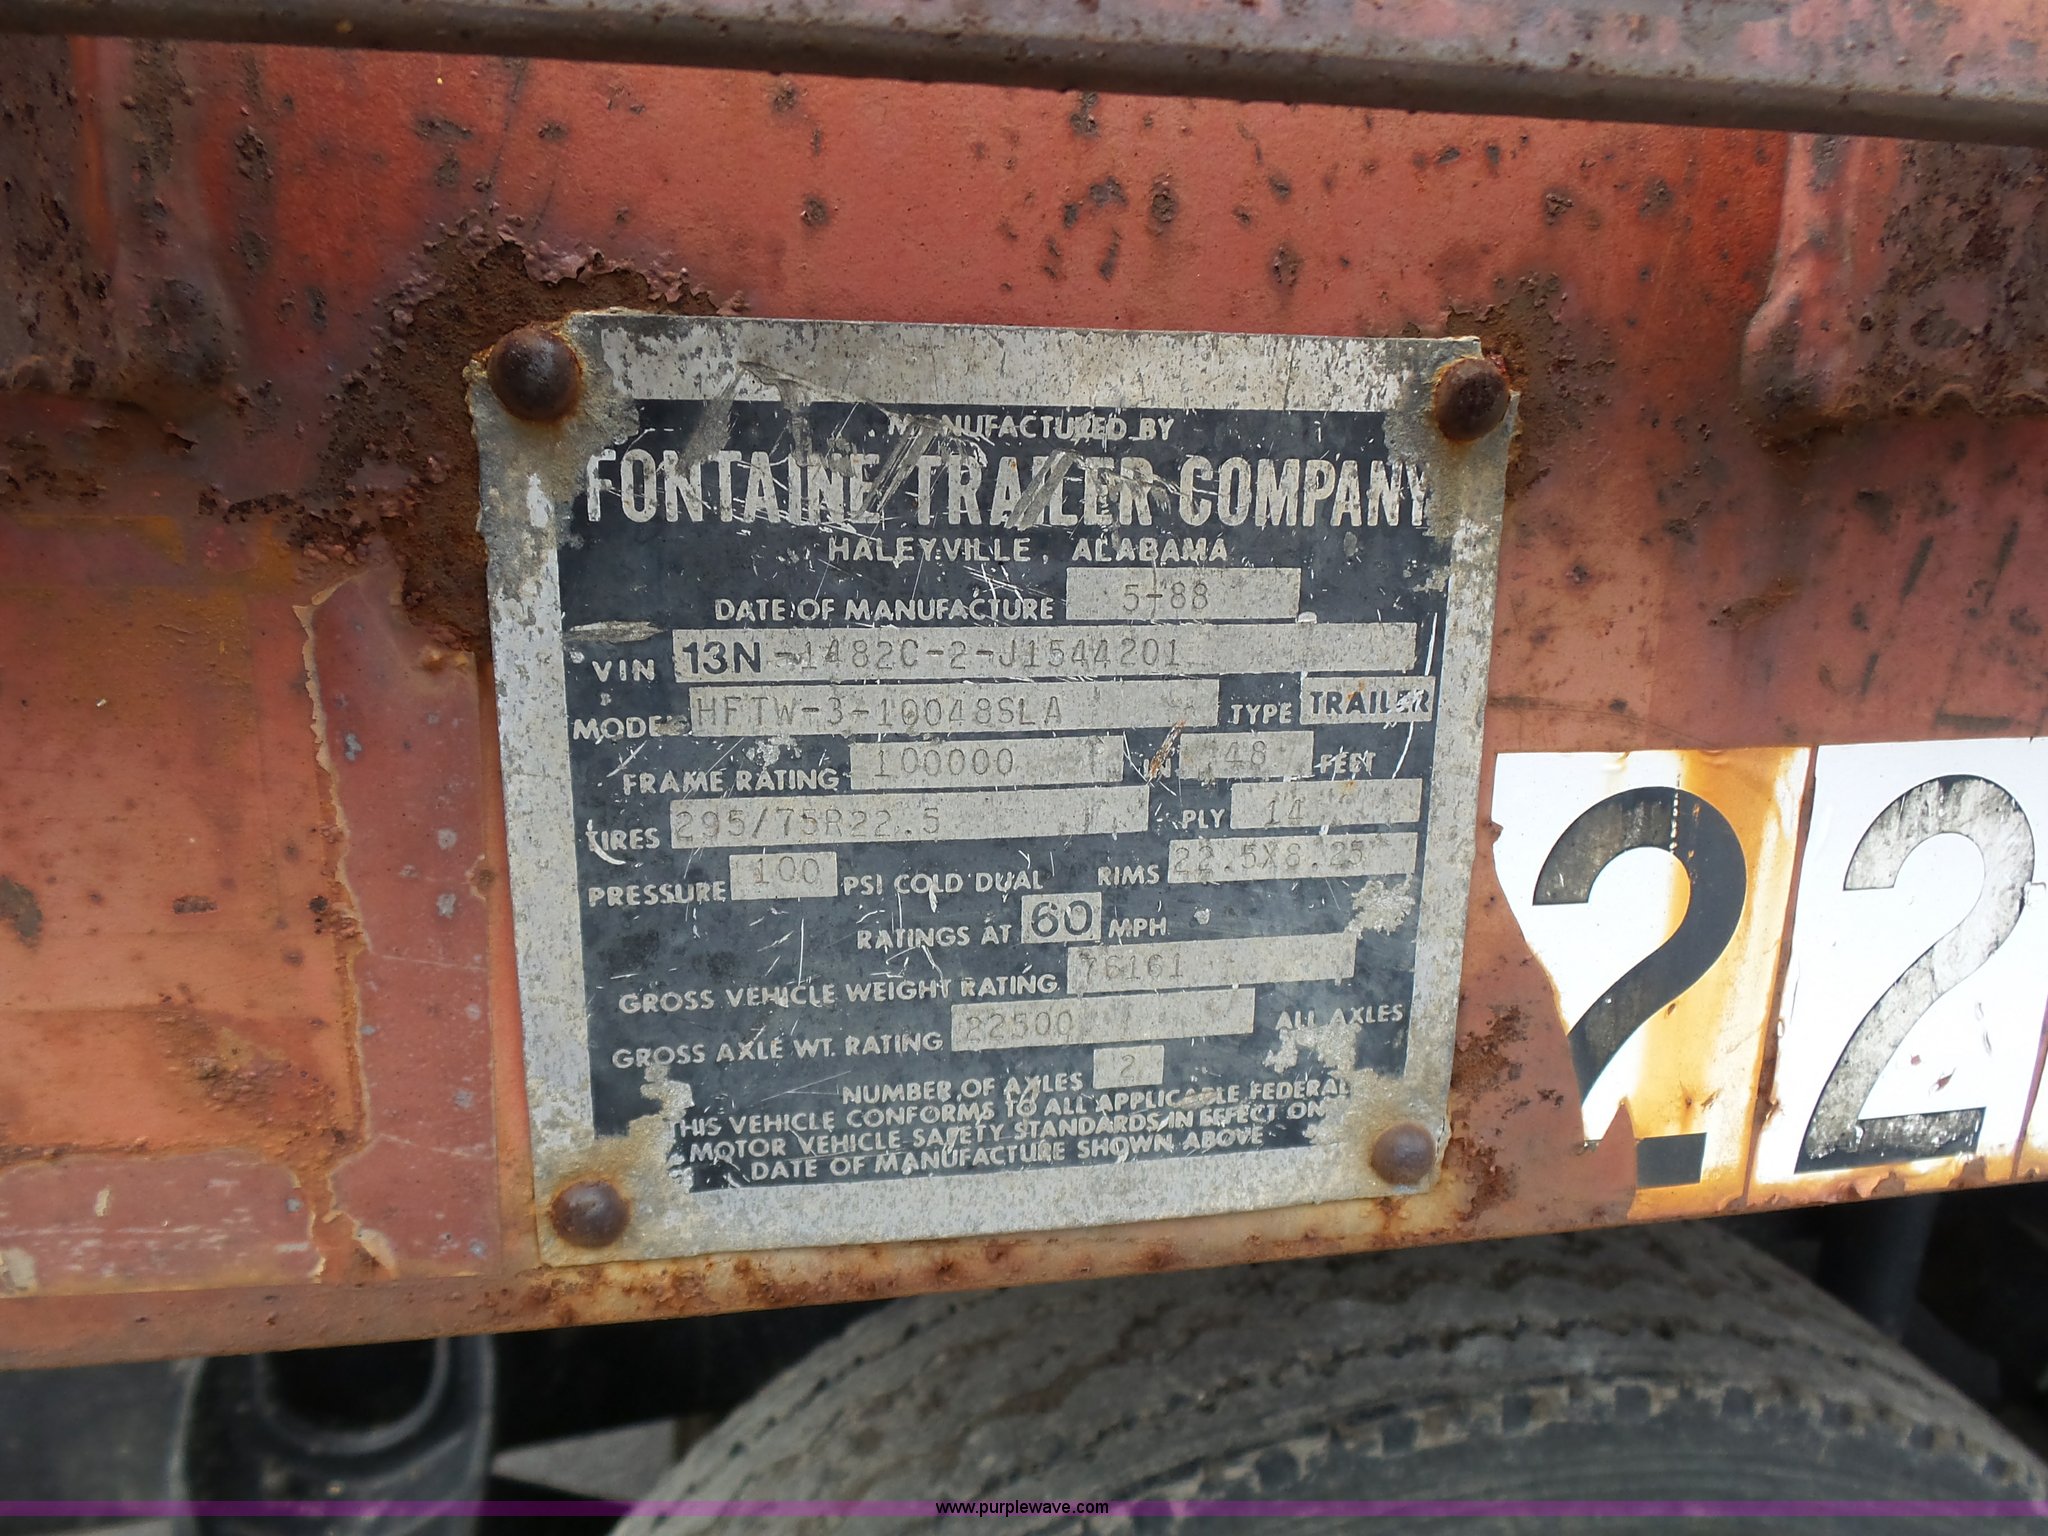 MANUFACTURED BY
FONTAINE TRAILER COMPANY
HALEYVILLE, ALABAMA
DATE OF MANUFACTURE 5-88
VIN 13N-1482C-2-J1544201
MODEL HFTW-3-10048SLA TYPE TRAILER
FRAME RATING 100000 IN 48 FEET
TIRES 295/75R22.5 PLY 14
PRESSURE 100 PSI COLD DUAL RIMS 22.5X8.25
RATINGS AT 60 MPH
GROSS VEHICLE WEIGHT RATING 76161
GROSS AXLE WT. RATING 22500 ALL AXLES
NUMBER OF AXLES 2
THIS VEHICLE CONFORMS TO ALL APPLICABLE FEDERAL
MOTOR VEHICLE SAFETY STANDARDS IN EFFECT ON
DATE OF MANUFACTURE SHOWN ABOVE
22
www.purplewave.com